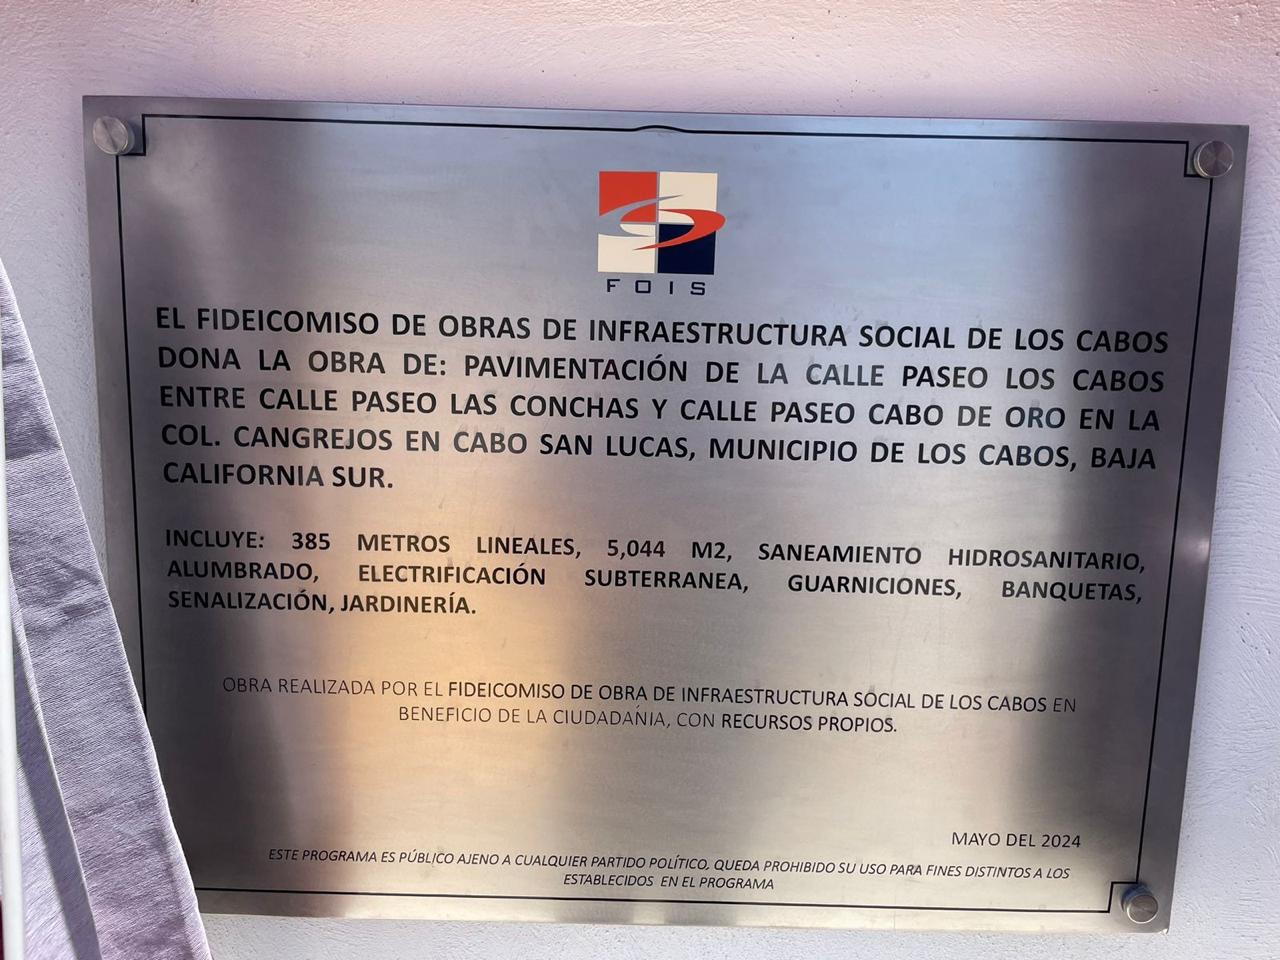 FOIS
EL FIDEICOMISO DE OBRAS DE INFRAESTRUCTURA SOCIAL DE LOS CABOS
DONA LA OBRA DE: PAVIMENTACIÓN DE LA CALLE PASEO LOS CABOS
ENTRE CALLE PASEO LAS CONCHAS Y CALLE PASEO CABO DE ORO EN LA
COL. CANGREJOS EN CABO SAN LUCAS, MUNICIPIO DE LOS CABOS, BAJA
CALIFORNIA SUR.
INCLUYE: 385 METROS LINEALES, 5,044 M2, SANEAMIENTO HIDROSANITARIO,
ALUMBRADO, ELECTRIFICACIÓN SUBTERRANEA, GUARNICIONES, BANQUETAS,
SENALIZACIÓN, JARDINERÍA.
OBRA REALIZADA POR EL FIDEICOMISO DE OBRA DE INFRAESTRUCTURA SOCIAL DE LOS CABOS EN
BENEFICIO DE LA CIUDADAŃIA, CON RECURSOS PROPIOS.
MAYO DEL 2024
ESTE PROGRAMA ES PÚBLICO AJENO A CUALQUIER PARTIDO POLÍTICO, QUEDA PROHIBIDO SU USO PARA FINES DISTINTOS A LOS
ESTABLECIDOS EN EL PROGRAMA